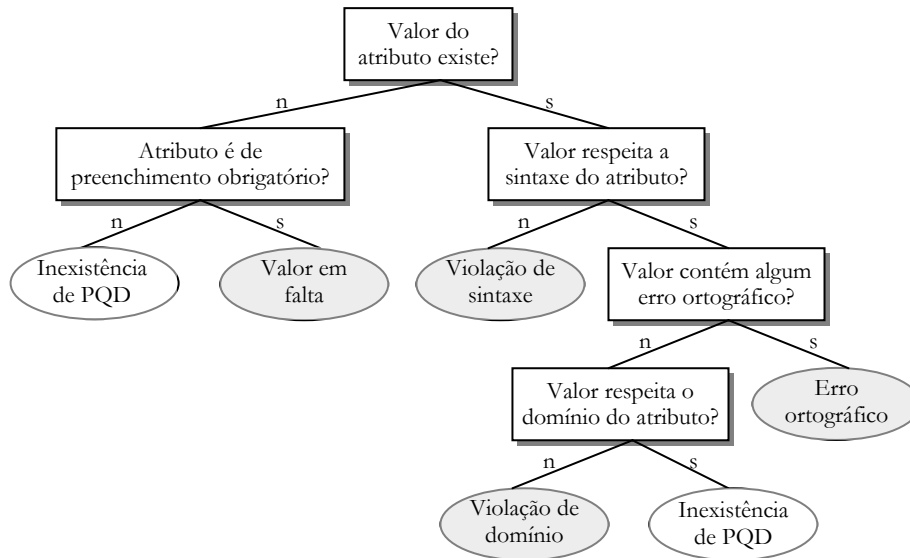 Valor do
atributo existe?
n
s
Atributo é de
preenchimento obrigatório?
Valor respeita a
sintaxe do atributo?
n
s
n
s
Inexistência
de PQD
Valor em
falta
Violação de
sintaxe
Valor contém algum
erro ortográfico?
n
s
Valor respeita o
domínio do atributo?
Erro
ortográfico
n
s
Violação de
domínio
Inexistência
de PQD